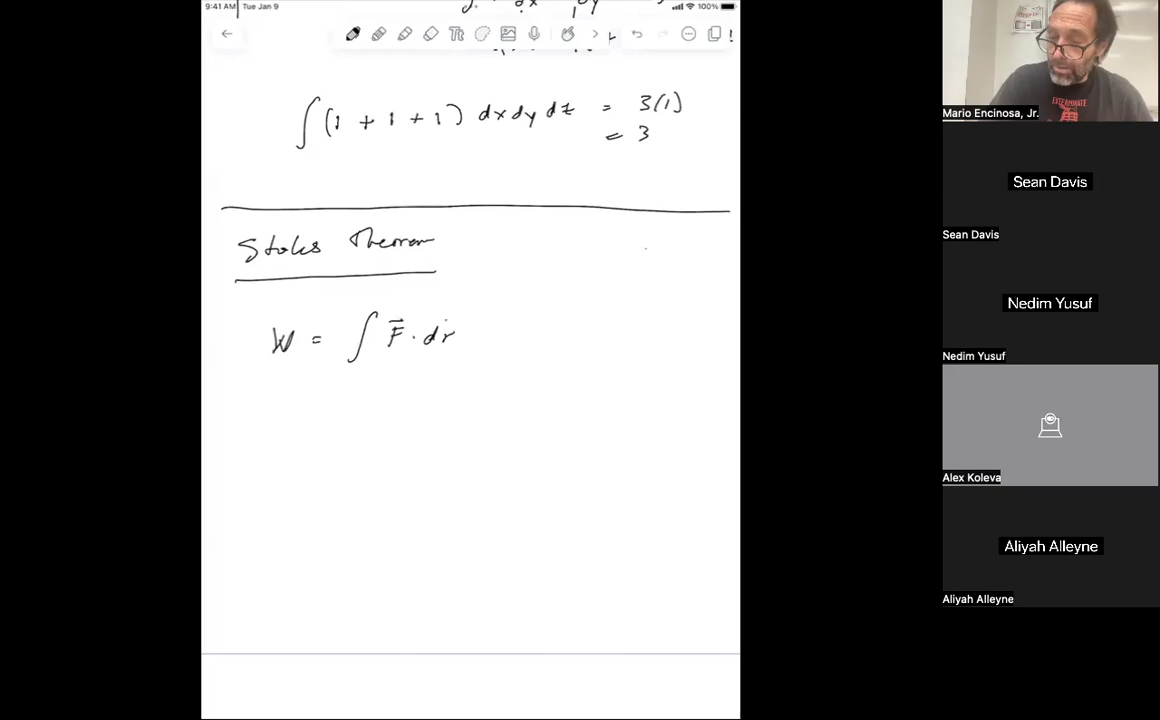 9:41 AM Tue Jan 9 100%
∫ (1 + 1 + 1) dx dy dz = 3(1)
= 3
Stokes Theorem
W = ∫ F⃗ · dr
Mario Encinosa, Jr.
EXTERMINATE
Sean Davis
Sean Davis
Nedim Yusuf
Nedim Yusuf
Alex Koleva
Aliyah Alleyne
Aliyah Alleyne